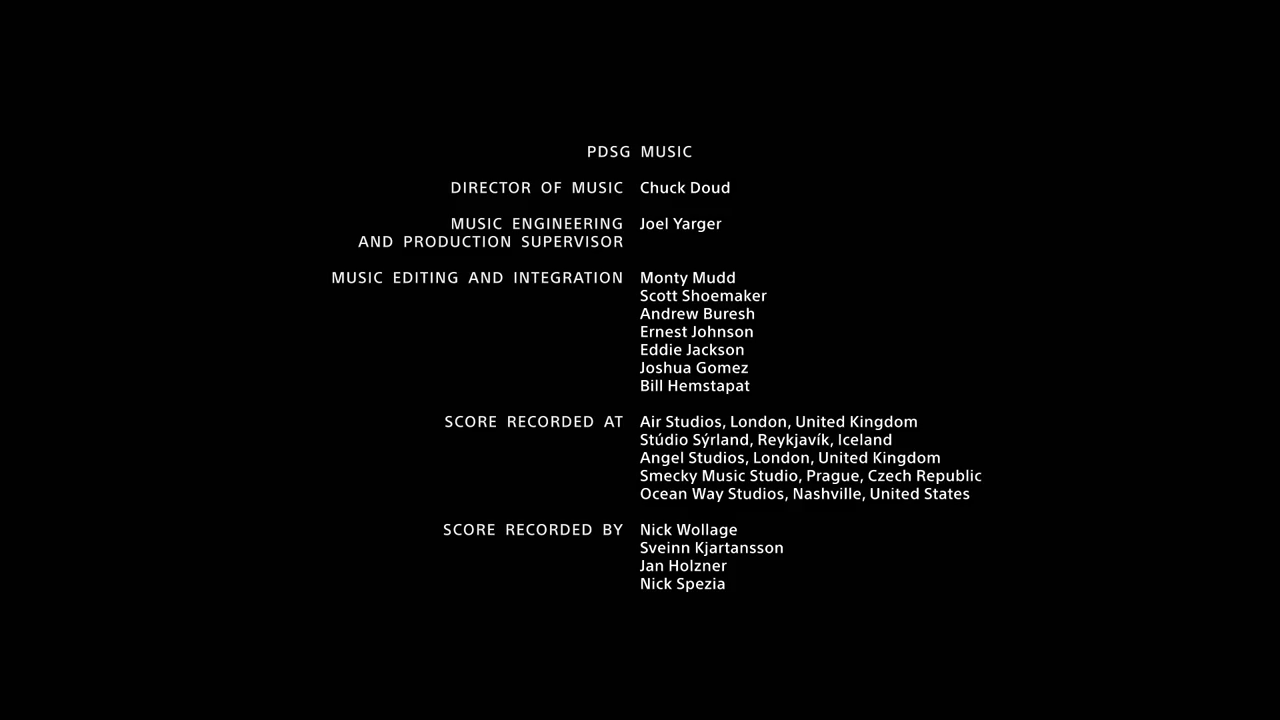 PDSG MUSIC
DIRECTOR OF MUSIC Chuck Doud
MUSIC ENGINEERING Joel Yarger
AND PRODUCTION SUPERVISOR
MUSIC EDITING AND INTEGRATION Monty Mudd
Scott Shoemaker
Andrew Buresh
Ernest Johnson
Eddie Jackson
Joshua Gomez
Bill Hemstapat
SCORE RECORDED AT Air Studios, London, United Kingdom
Stúdio Sýrland, Reykjavík, Iceland
Angel Studios, London, United Kingdom
Smecky Music Studio, Prague, Czech Republic
Ocean Way Studios, Nashville, United States
SCORE RECORDED BY Nick Wollage
Sveinn Kjartansson
Jan Holzner
Nick Spezia